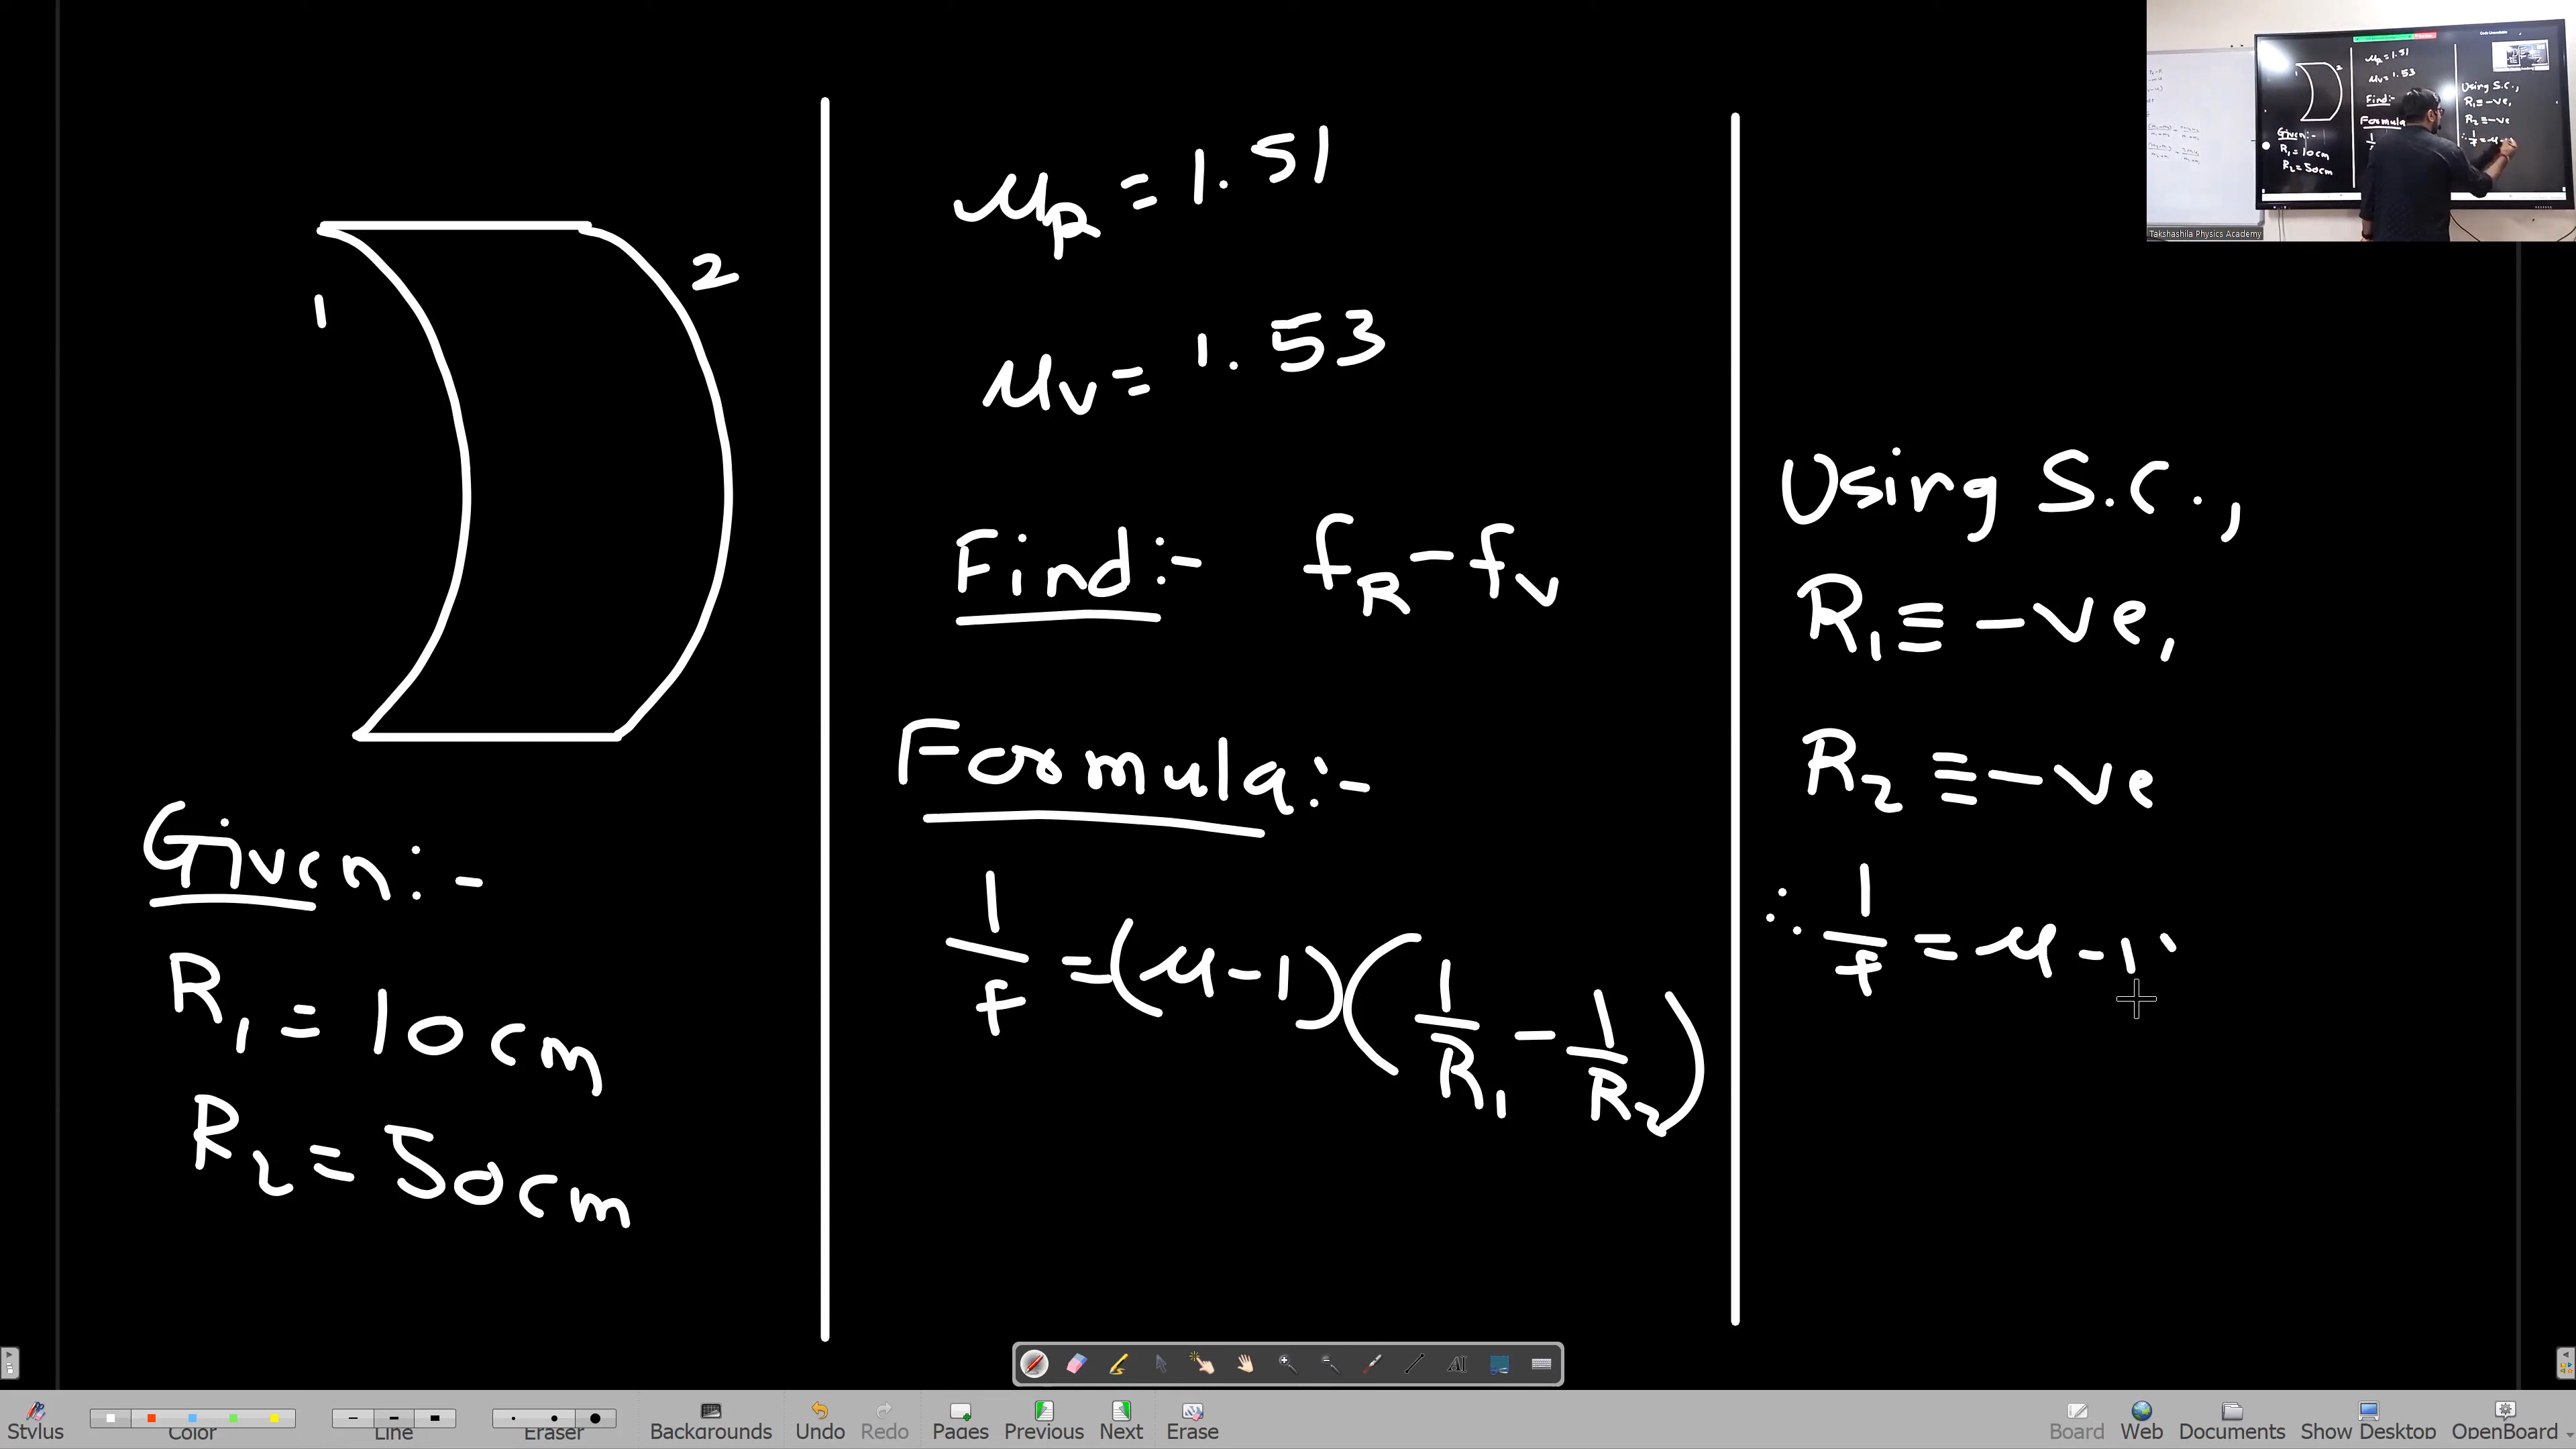 1
2
Given:-
R₁ = 10cm
R₂ = 50cm
μR = 1.51
μv = 1.53
Find:- fR - fv
Formula:-
1/f = (μ-1)(1/R₁ - 1/R₂)
Using S.C.,
R₁ ≡ -ve,
R₂ ≡ -ve
∴ 1/f = μ-1
Takshashila Physics Academy
Stylus
Color
Line
Eraser
Backgrounds
Undo
Redo
Pages
Previous
Next
Erase
Board
Web
Documents
Show Desktop
OpenBoard